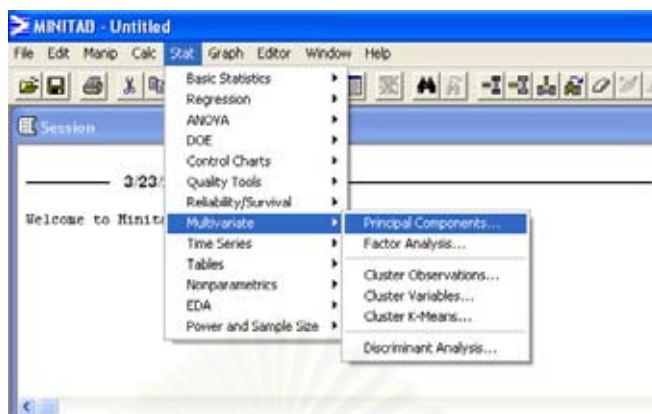 MINITAB - Untitled
File Edit Manip Calc Stat Graph Editor Window Help
Session
Basic Statistics
Regression
ANOVA
DOE
Control Charts
Quality Tools
Reliability/Survival
Multivariate
Time Series
Tables
Nonparametrics
EDA
Power and Sample Size
3/23/
Welcome to Minita
Principal Components...
Factor Analysis...
Cluster Observations...
Cluster Variables...
Cluster K-Means...
Discriminant Analysis...